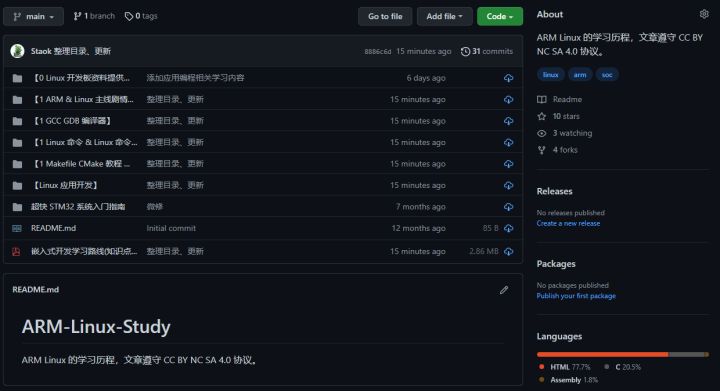 main
1 branch
0 tags
Go to file
Add file
Code
Staok 整理目录、更新
8886c6d 15 minutes ago 31 commits
【0 Linux 开发板资料提供... 添加应用编程相关学习内容 6 days ago
【1 ARM & Linux 主线剧情... 整理目录、更新 15 minutes ago
【1 GCC GDB 编译器】 整理目录、更新 15 minutes ago
【1 Linux 命令 & Linux 命令... 整理目录、更新 15 minutes ago
【1 Makefile CMake 教程 ... 整理目录、更新 15 minutes ago
【Linux 应用开发】 整理目录、更新 15 minutes ago
超快 STM32 系统入门指南 微修 7 months ago
README.md Initial commit 12 months ago 85 B
嵌入式开发学习路线(知识点... 整理目录、更新 15 minutes ago 2.86 MB
README.md
ARM-Linux-Study
ARM Linux 的学习历程，文章遵守 CC BY NC SA 4.0 协议。
About
ARM Linux 的学习历程，文章遵守 CC BY
NC SA 4.0 协议。
linux arm soc
Readme
10 stars
3 watching
4 forks
Releases
No releases published
Create a new release
Packages
No packages published
Publish your first package
Languages
HTML 77.7% C 20.5%
Assembly 1.8%